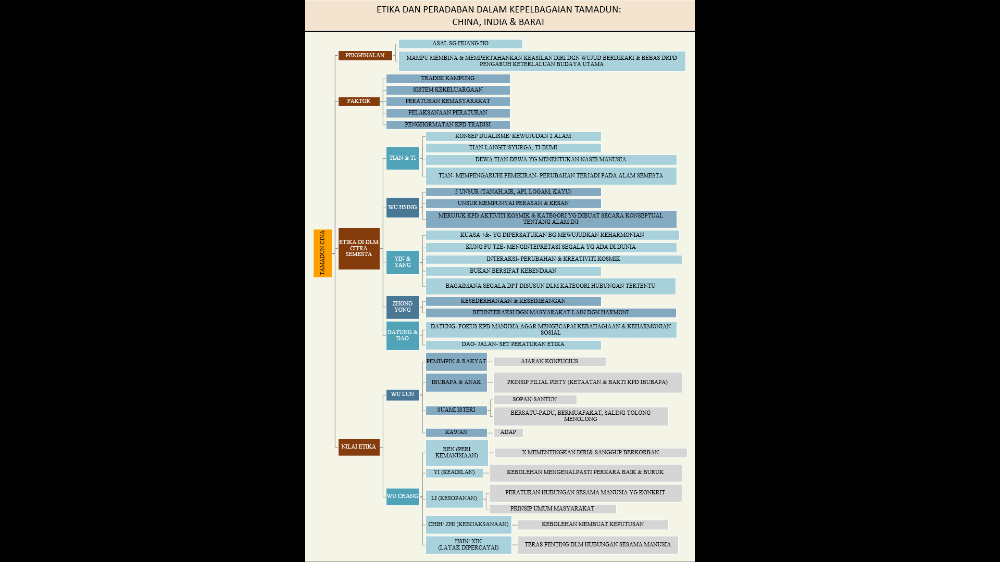 ETIKA DAN PERADABAN DALAM KEPELBAGAIAN TAMADUN:
CHINA, INDIA & BARAT
TAMADUN CINA
PENGENALAN
ASAL SG HUANG HO
MAMPU MEMBINA & MEMPERTAHANKAN KEASILAN DIRI DGN WUJUD BERDIKARI & BEBAS DRPD
PENGARUH KETERLALUAN BUDAYA UTAMA
FAKTOR
TRADISI KAMPUNG
SISTEM KEKELUARGAAN
PERATURAN KEMASYARAKAT
PELAKSANAAN PERATURAN
PENGHORMATAN KPD TRADISI
ETIKA DI DLM
CITRA
SEMESTA
TIAN & TI
KONSEP DUALISME/ KEWUJUDAN 2 ALAM
TIAN-LANGIT/SYURGA; TI-BUMI
DEWA TIAN-DEWA YG MENENTUKAN NASIB MANUSIA
TIAN- MEMPENGARUHI PEMIKIRAN- PERUBAHAN TERJADI PADA ALAM SEMESTA
WU HSING
5 UNSUR (TANAH,AIR, API, LOGAM, KAYU)
UNSUR MEMPUNYAI PERASAN & KESAN
MERUJUK KPD AKTIVITI KOSMIK & KATEGORI YG DIBUAT SECARA KONSEPTUAL
TENTANG ALAM INI
YIN &
YANG
KUASA +&- YG DIPERSATUKAN BG MEWUJUDKAN KEHARMONIAN
KUNG FU TZE- MENGINTEPRETASI SEGALA YG ADA DI DUNIA
INTERAKSI- PERUBAHAN & KREATIVITI KOSMIK
BUKAN BERSIFAT KEBENDAAN
BAGAIMANA SEGALA DPT DISUSUN DLM KATEGORI HUBUNGAN TERTENTU
ZHONG
YONG
KESEDERHANAAN & KESEIMBANGAN
BERINTERAKSI DGN MASYARAKAT LAIN DGN HARMONI
DATUNG &
DAO
DATUNG- FOKUS KPD MANUSIA AGAR MENGECAPAI KEBAHAGIAAN & KEHARMONIAN
SOSIAL
DAO- JALAN- SET PERATURAN ETIKA
NILAI ETIKA
WU LUN
PEMIMPIN & RAKYAT
AJARAN KONFUCIUS
IBUBAPA & ANAK
PRINSIP FILIAL PIETY (KETAATAN & BAKTI KPD IBUBAPA)
SUAMI ISTERI
SOPAN-SANTUN
BERSATU-PADU, BERMUAFAKAT, SALING TOLONG
MENOLONG
KAWAN
ADAP
WU CHANG
REN (PERI
KEMANISIAAN)
X MEMENTINGKAN DIRI& SANGGUP BERKORBAN
YI (KEADILAN)
KEBOLEHAN MENGENALPASTI PERKARA BAIK & BURUK
LI (KESOPANAN)
PERATURAN HUBUNGAN SESAMA MANUSIA YG KONKRIT
PRINSIP UMUM MASYARAKAT
CHIH/ ZHI (KEBIJAKSANAAN)
KEBOLEHAN MEMBUAT KEPUTUSAN
HSIN/ XIN
(LAYAK DIPERCAYAI)
TERAS PENTING DLM HUBUNGAN SESAMA MANUSIA